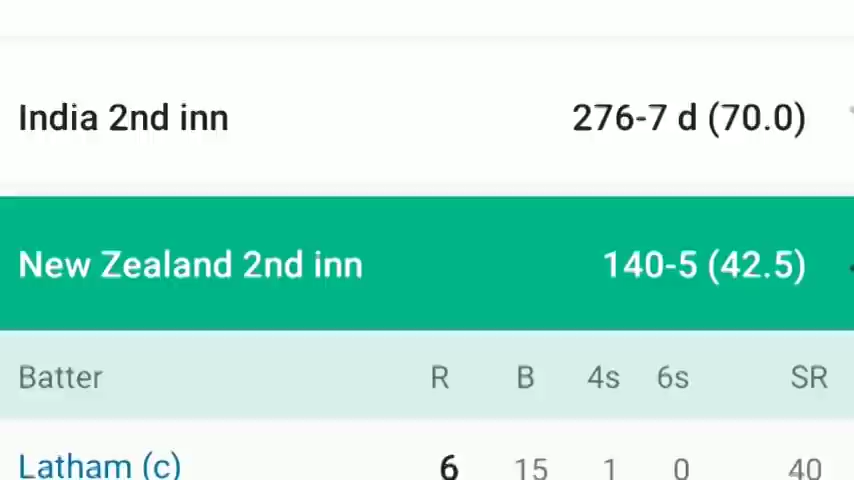 India 2nd inn 276-7 d (70.0)
New Zealand 2nd inn 140-5 (42.5)
Batter R B 4s 6s SR
Latham (c) 6 15 1 0 40